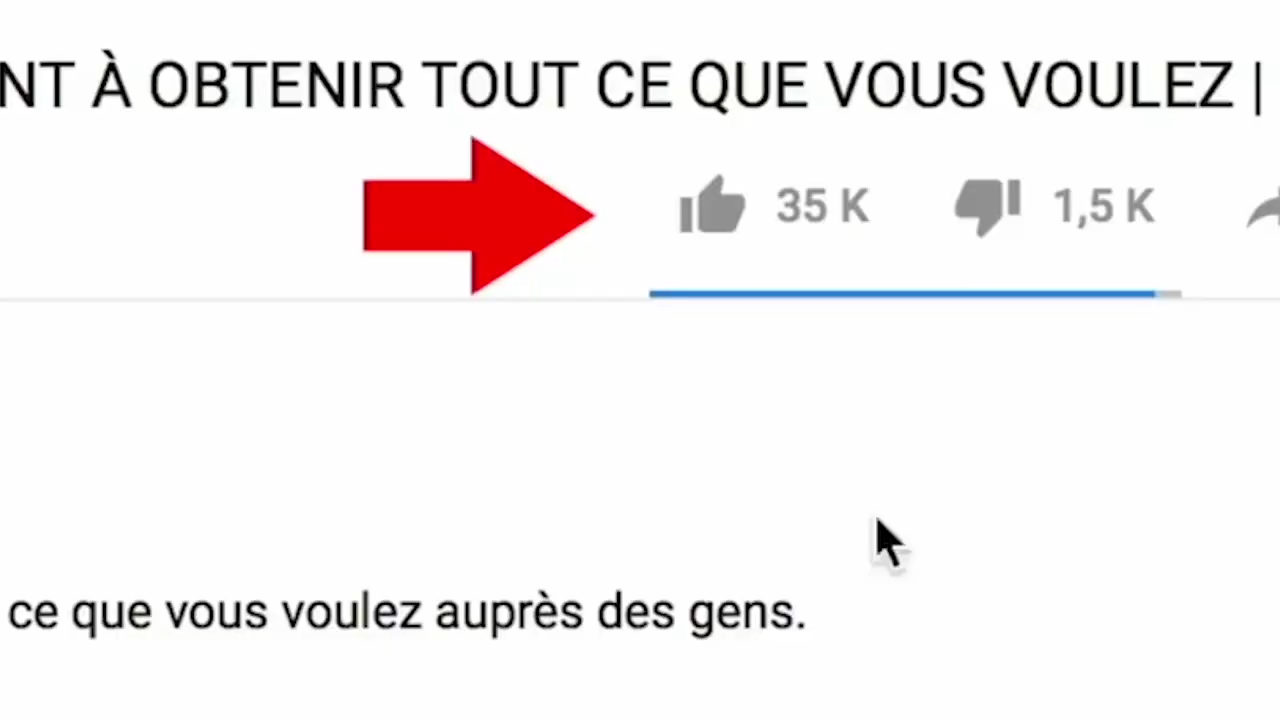 NT À OBTENIR TOUT CE QUE VOUS VOULEZ |
35 K 1,5 K
ce que vous voulez auprès des gens.